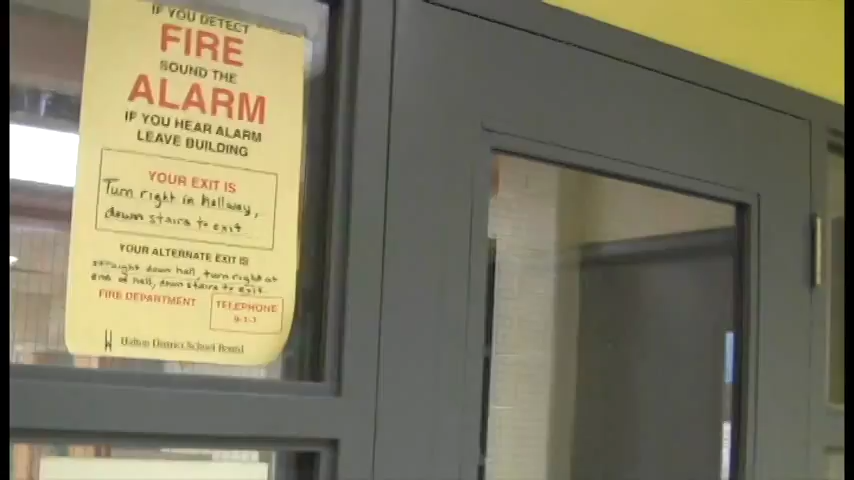 IF YOU DETECT
FIRE
SOUND THE
ALARM
IF YOU HEAR ALARM
LEAVE BUILDING
YOUR EXIT IS
Turn right in hallway,
down stairs to exit
YOUR ALTERNATE EXIT IS
straight down hall, turn right at
end of hall, down stairs to exit.
FIRE DEPARTMENT
TELEPHONE
9-1-1
Halton District School Board